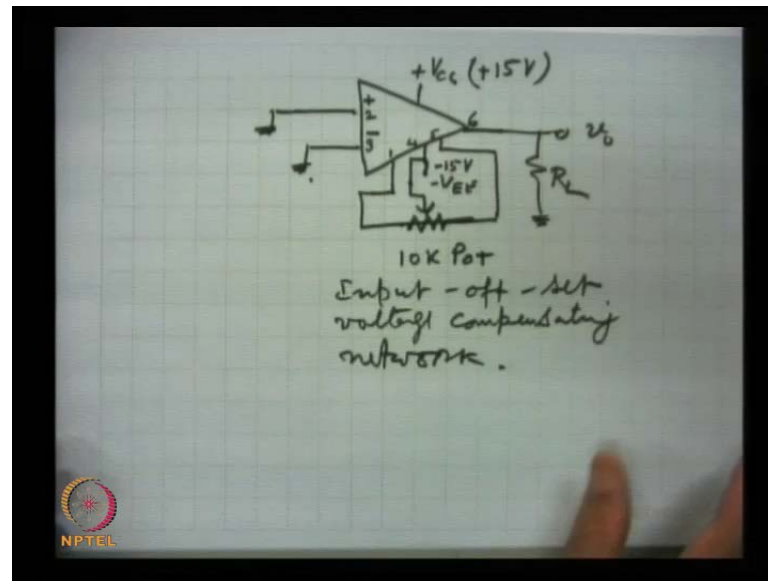 +Vcc (+15V)
+
2
-
3
1
4
5
6
-15V
-VEE
vo
RL
10K Pot
Input-off-set
voltage compensating
network.
NPTEL